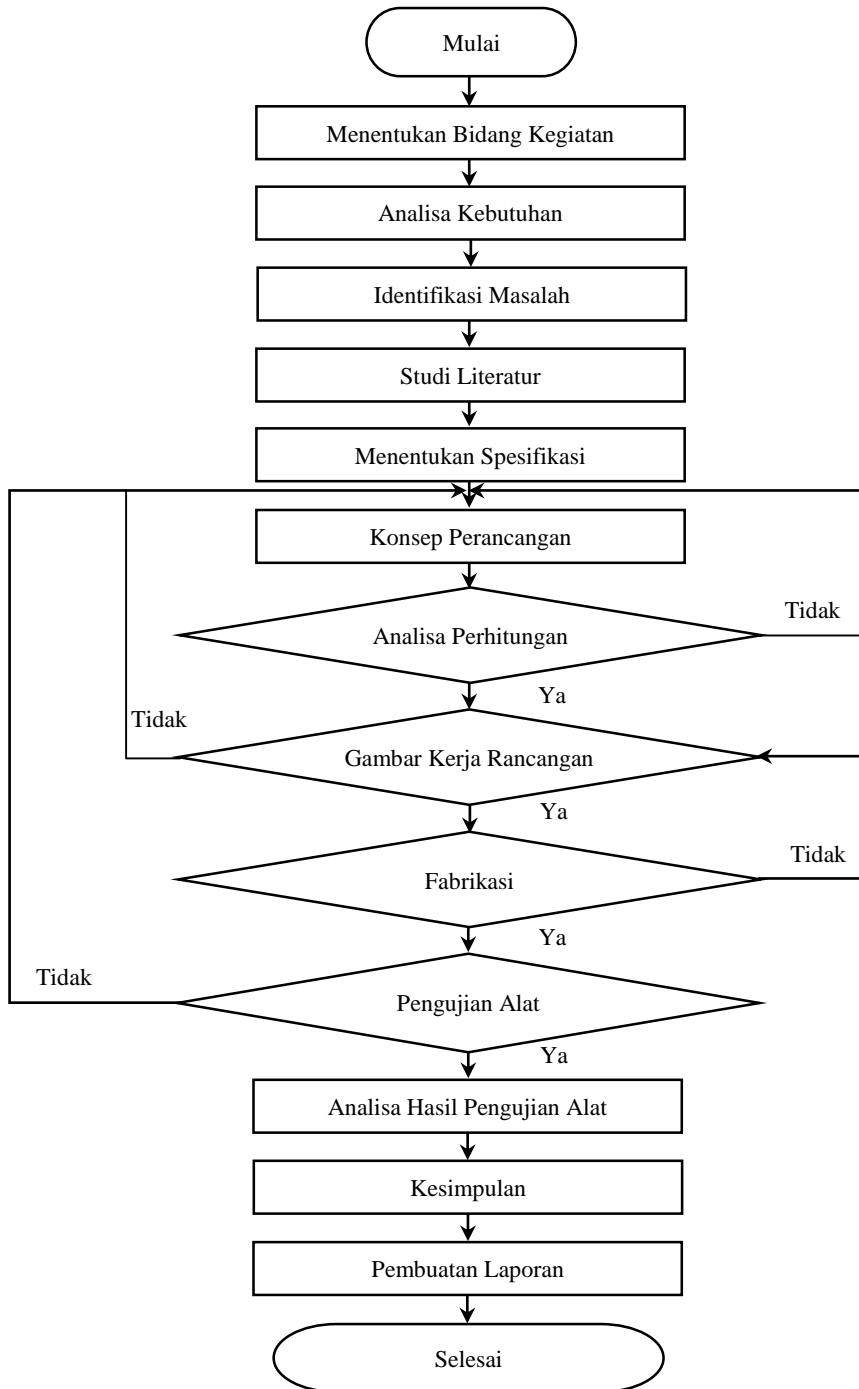 Mulai
Menentukan Bidang Kegiatan
Analisa Kebutuhan
Identifikasi Masalah
Studi Literatur
Menentukan Spesifikasi
Konsep Perancangan
Analisa Perhitungan
Tidak
Ya
Tidak
Gambar Kerja Rancangan
Ya
Tidak
Fabrikasi
Ya
Tidak
Pengujian Alat
Ya
Analisa Hasil Pengujian Alat
Kesimpulan
Pembuatan Laporan
Selesai